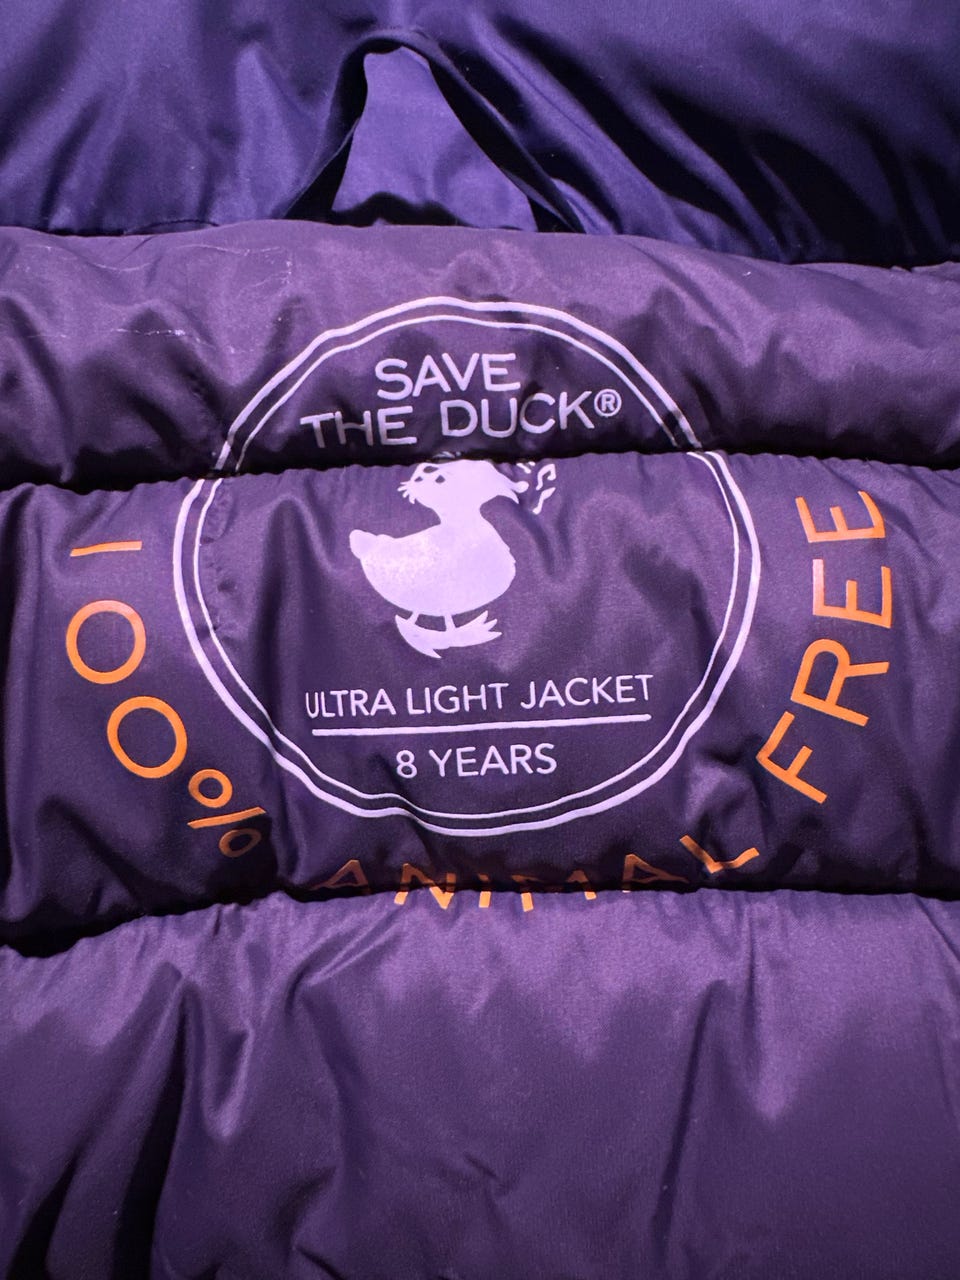 SAVE
THE DUCK®
ULTRA LIGHT JACKET
8 YEARS
100% ANIMAL FREE